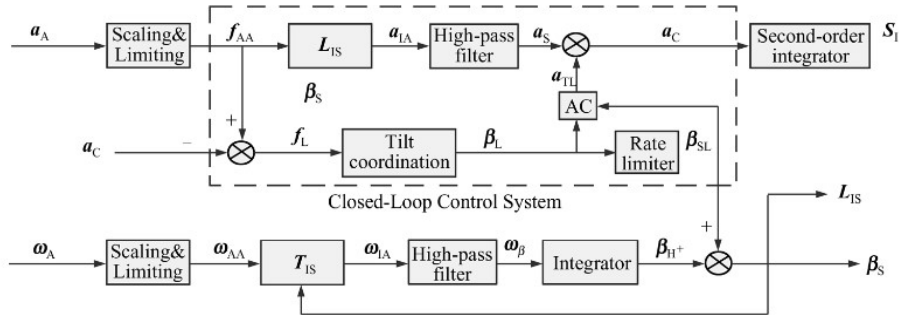 a_A
Scaling&
Limiting
f_AA
L_IS
a_IA
High-pass
filter
a_S
a_C
Second-order
integrator
S_I
β_S
a_TL
AC
+
a_C
−
f_L
Tilt
coordination
β_L
Rate
limiter
β_SL
Closed-Loop Control System
L_IS
ω_A
Scaling&
Limiting
ω_AA
T_IS
ω_IA
High-pass
filter
ω_β
Integrator
β_H+
+
β_S